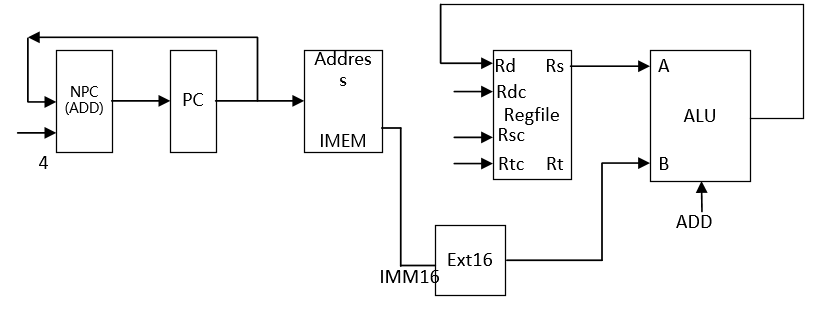 NPC
(ADD)
4
PC
Addres
s
IMEM
Rd
Rs
Rdc
Regfile
Rsc
Rtc
Rt
A
ALU
B
ADD
IMM16
Ext16